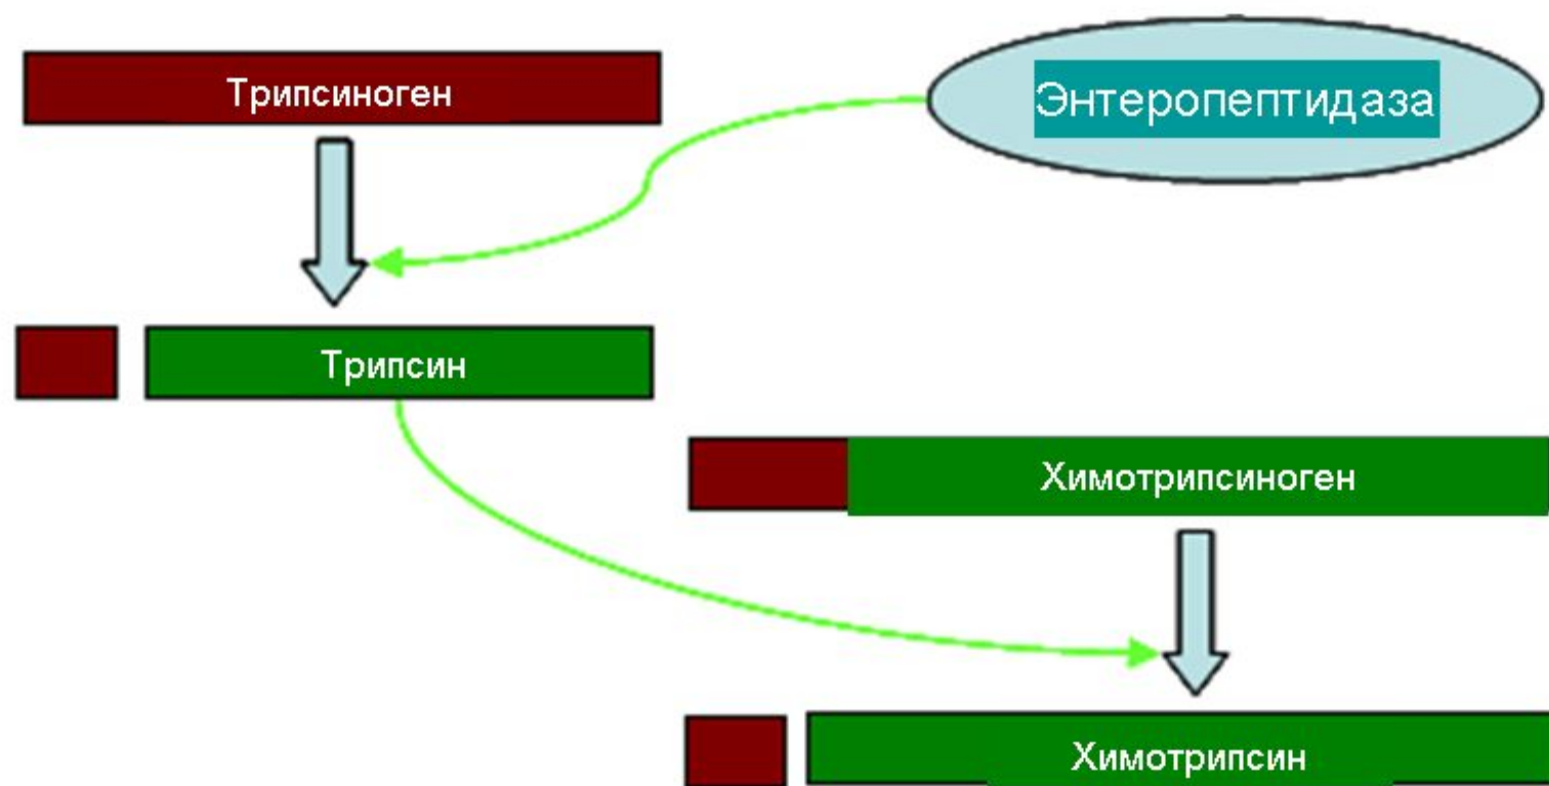 Трипсиноген
Энтеропептидаза
Трипсин
Химотрипсиноген
Химотрипсин